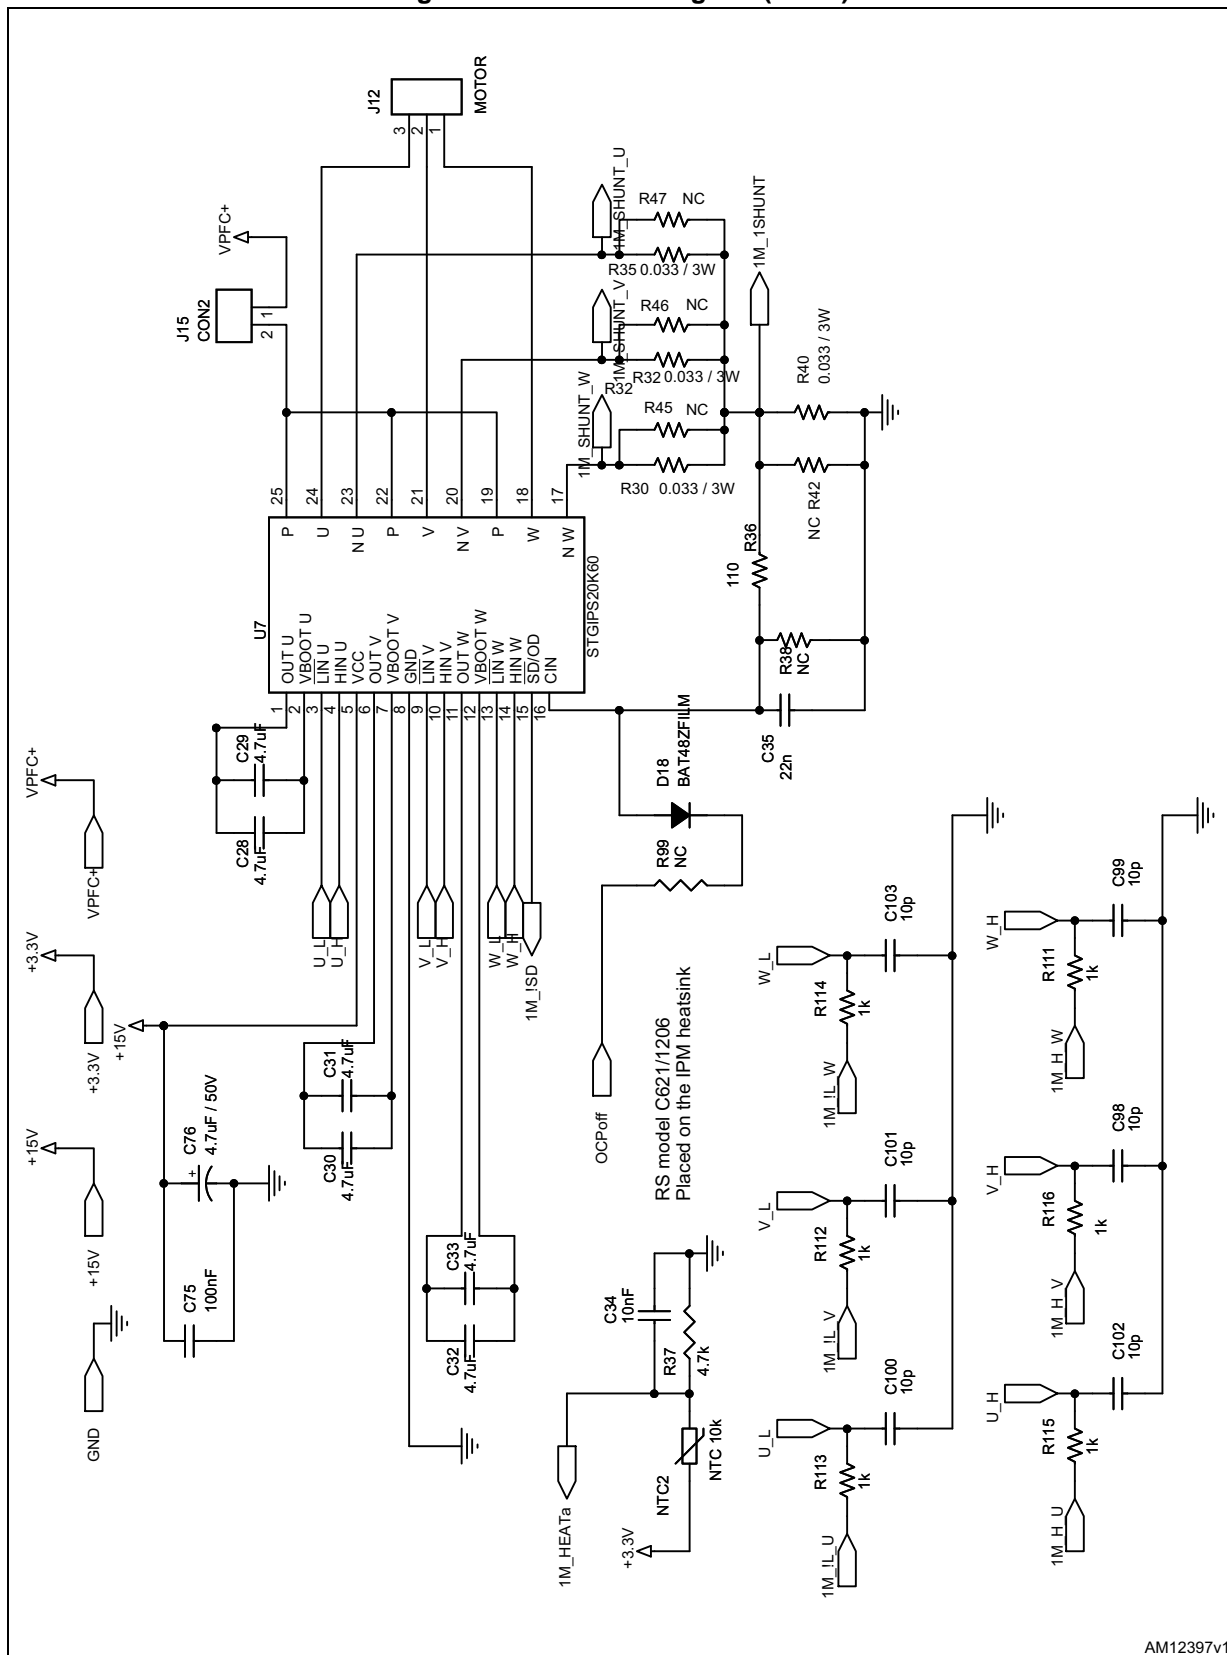 J12
MOTOR
3
2
1
VPFC+
J15
CON2
1
2
1M_SHUNT_U
R47 NC
R35 0.033 / 3W
1M_SHUNT_V
R46 NC
R32 0.033 / 3W
R32
1M_SHUNT_W
R45 NC
R30 0.033 / 3W
1M_1SHUNT
R40
0.033 / 3W
NC R42
R36
110
R38
NC
C35
22n
25
24
23
22
21
20
19
18
17
P
U
N U
P
V
N V
P
W
N W
U7
STGIPS20K60
OUT U
VBOOT U
LIN U
HIN U
VCC
OUT V
VBOOT V
GND
LIN V
HIN V
OUT W
VBOOT W
LIN W
HIN W
SD/OD
CIN
1
2
3
4
5
6
7
8
9
10
11
12
13
14
15
16
C29
4.7uF
C28
4.7uF
D18
BAT48ZFILM
R99
NC
OCPoff
U_L
U_H
V_L
V_H
W_L
W_H
1M_!SD
VPFC+
VPFC+
+3.3V
+3.3V
+15V
+15V
+15V
GND
C76
4.7uF / 50V
+
C75
100nF
C31
4.7uF
C30
4.7uF
C33
4.7uF
C32
4.7uF
RS model C621/1206
Placed on the IPM heatsink
C34
10nF
R37
4.7k
1M_HEATa
NTC2
NTC 10k
+3.3V
W_L
C103
10p
R114
1k
1M_!L_W
V_L
C101
10p
R112
1k
1M_!L_V
U_L
C100
10p
R113
1k
1M_!L_U
W_H
C99
10p
R111
1k
1M_H_W
V_H
C98
10p
R116
1k
1M_H_V
U_H
C102
10p
R115
1k
1M_H_U
AM12397v1